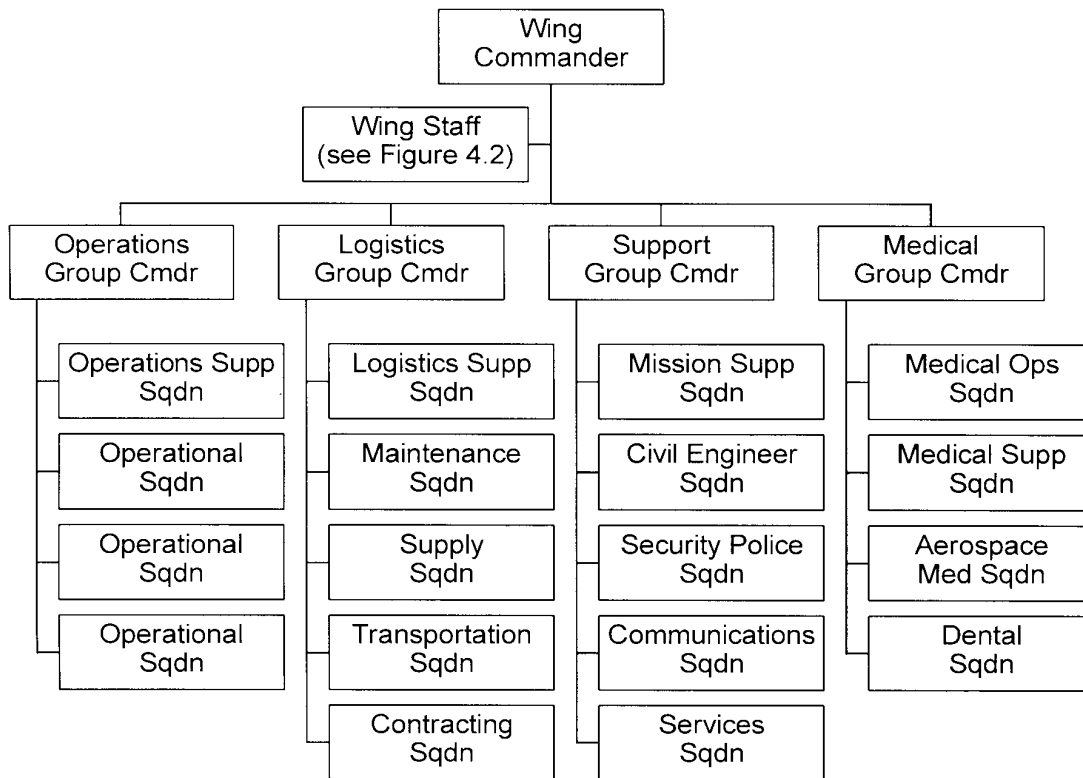 Wing
Commander
Wing Staff
(see Figure 4.2)
Operations
Group Cmdr
Logistics
Group Cmdr
Support
Group Cmdr
Medical
Group Cmdr
Operations Supp
Sqdn
Operational
Sqdn
Operational
Sqdn
Operational
Sqdn
Logistics Supp
Sqdn
Maintenance
Sqdn
Supply
Sqdn
Transportation
Sqdn
Contracting
Sqdn
Mission Supp
Sqdn
Civil Engineer
Sqdn
Security Police
Sqdn
Communications
Sqdn
Services
Sqdn
Medical Ops
Sqdn
Medical Supp
Sqdn
Aerospace
Med Sqdn
Dental
Sqdn